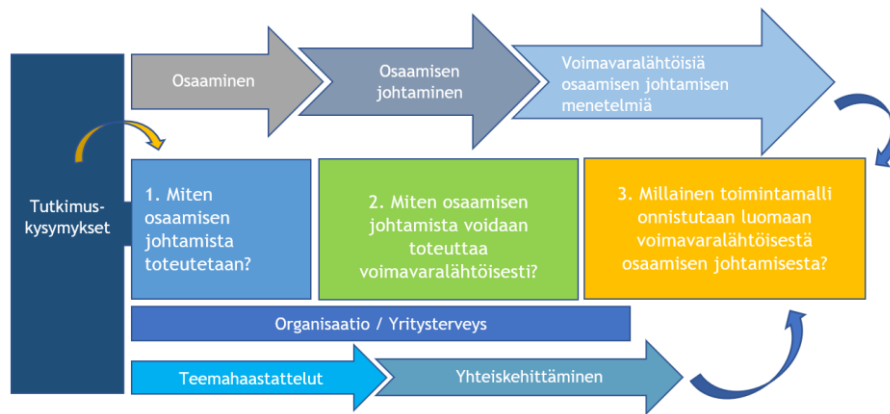 Osaaminen
Osaamisen
johtaminen
Voimavaralähtöisiä
osaamisen johtamisen
menetelmiä
Tutkimus-
kysymykset
1. Miten
osaamisen
johtamista
toteutetaan?
2. Miten osaamisen
johtamista voidaan
toteuttaa
voimavaralähtöisesti?
3. Millainen toimintamalli
onnistutaan luomaan
voimavaralähtöisestä
osaamisen johtamisesta?
Organisaatio / Yritysterveys
Teemahaastattelut
Yhteiskehittäminen